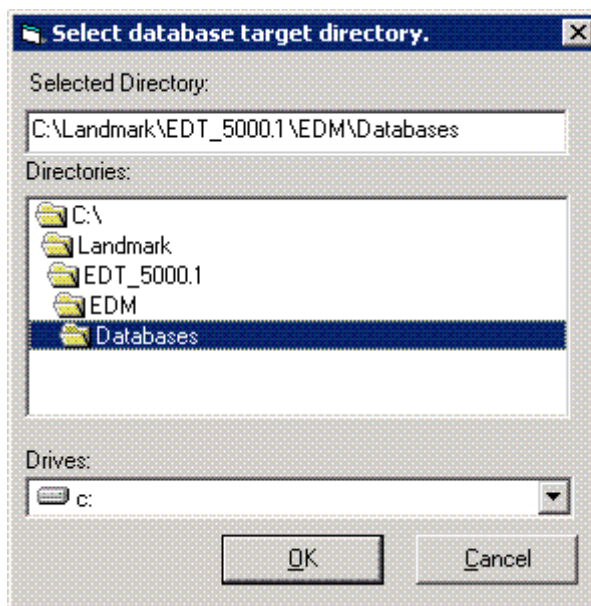 Select database target directory.
Selected Directory:
C:\Landmark\EDT_5000.1\EDM\Databases
Directories:
C:\
Landmark
EDT_5000.1
EDM
Databases
Drives:
c:
OK Cancel